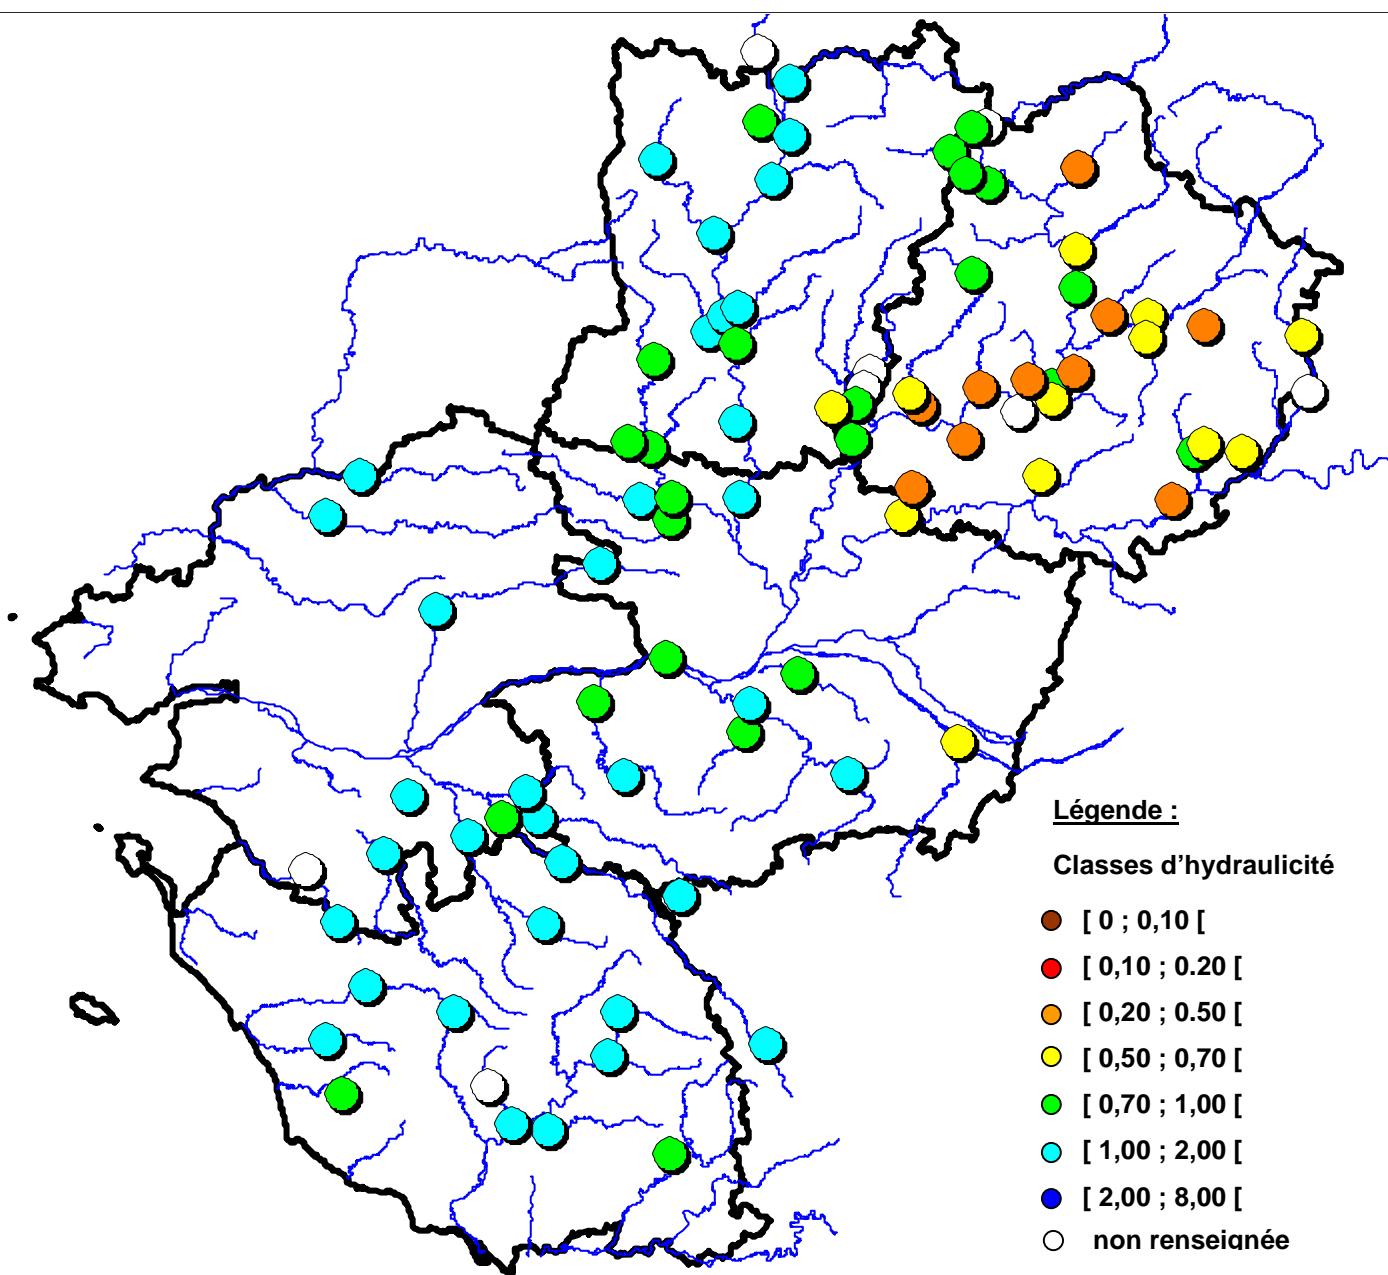 Légende :
Classes d'hydraulicité
[ 0 ; 0,10 [
[ 0,10 ; 0.20 [
[ 0,20 ; 0.50 [
[ 0,50 ; 0,70 [
[ 0,70 ; 1,00 [
[ 1,00 ; 2,00 [
[ 2,00 ; 8,00 [
non renseignée